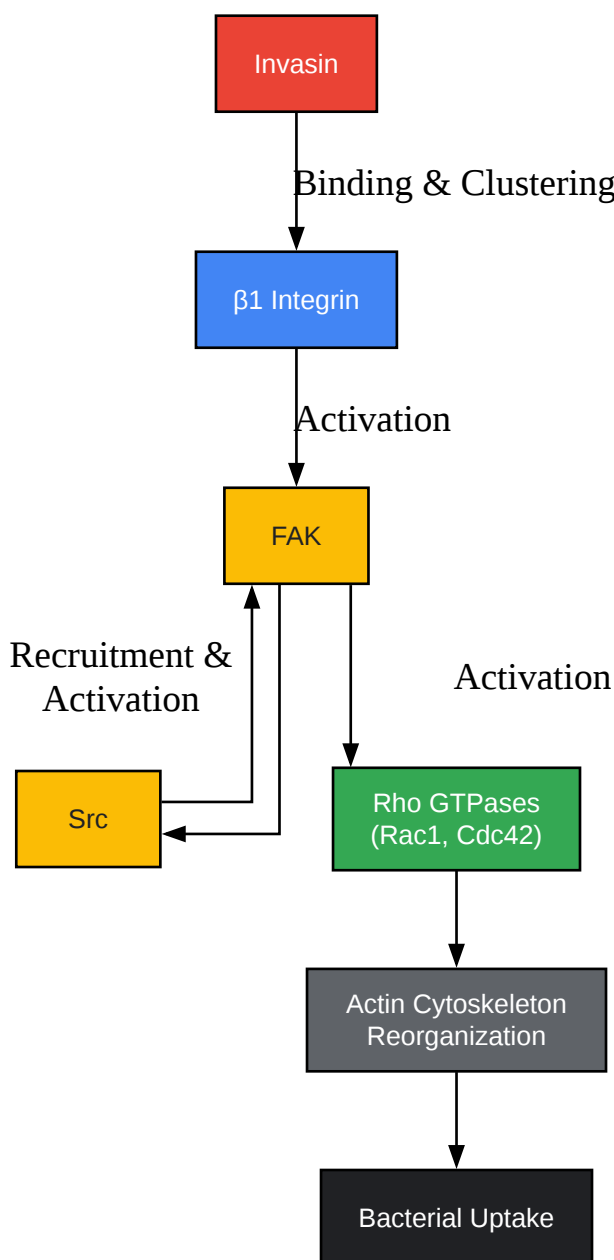 Invasin
Binding & Clustering
β1 Integrin
Activation
FAK
Recruitment &
Activation
Activation
Src
Rho GTPases
(Rac1, Cdc42)
Actin Cytoskeleton
Reorganization
Bacterial Uptake